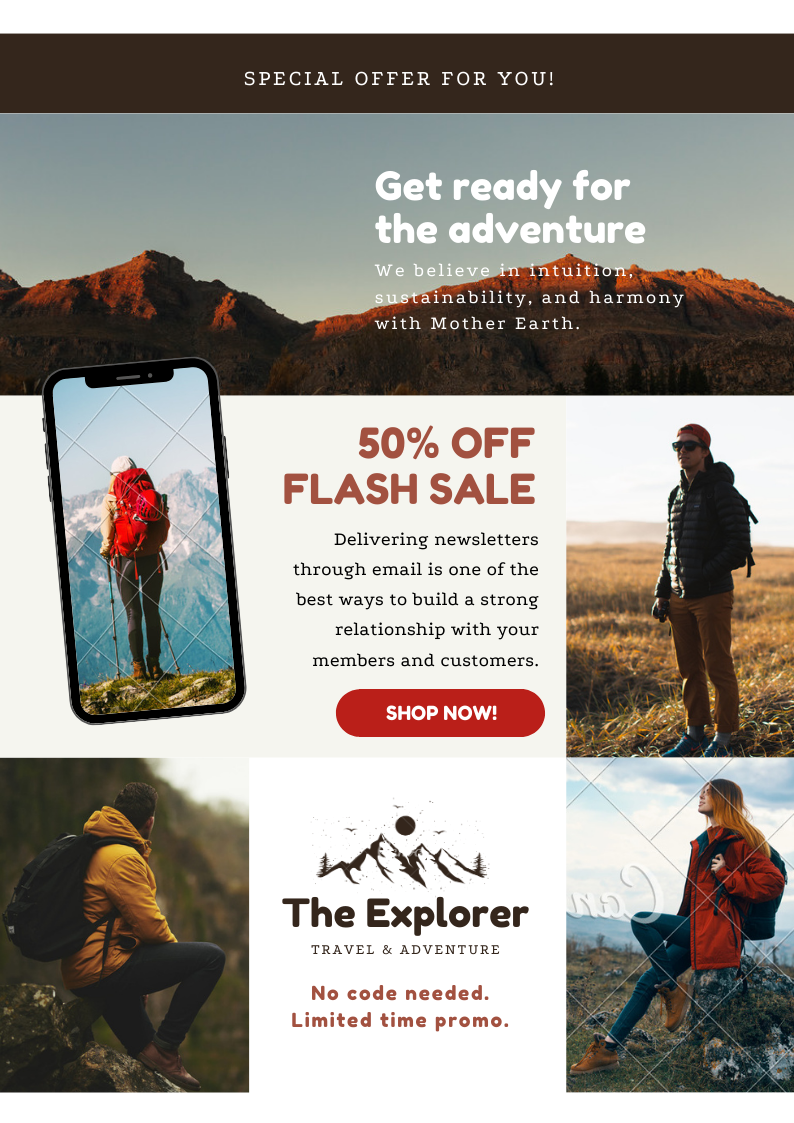 SPECIAL OFFER FOR YOU!
Get ready for
the adventure
We believe in intuition,
sustainability, and harmony
with Mother Earth.
50% OFF
FLASH SALE
Delivering newsletters
through email is one of the
best ways to build a strong
relationship with your
members and customers.
SHOP NOW!
The Explorer
TRAVEL & ADVENTURE
No code needed.
Limited time promo.